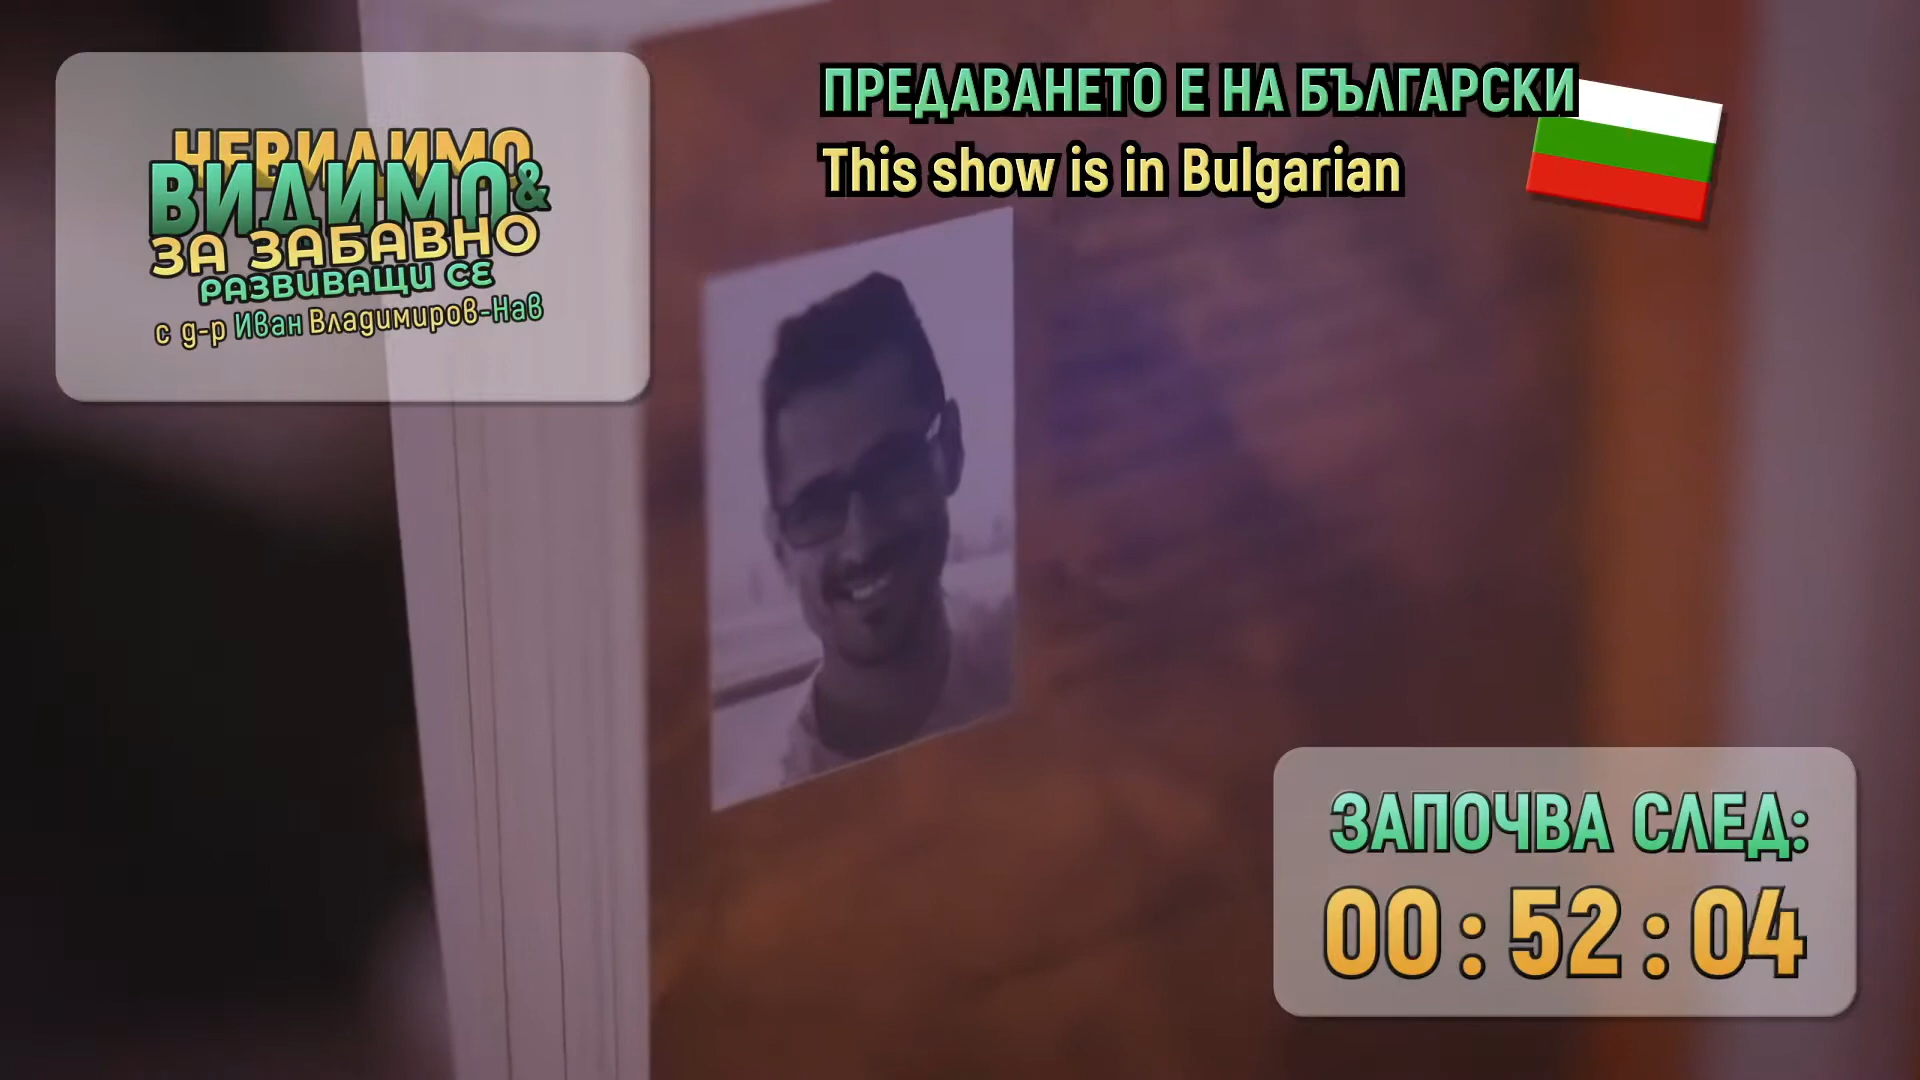 НЕВИДИМО
ВИДИМО &
ЗА ЗАБАВНО
РАЗВИВАЩИ СЕ
с д-р Иван Владимиров-Нав
ПРЕДАВАНЕТО Е НА БЪЛГАРСКИ
This show is in Bulgarian
ЗАПОЧВА СЛЕД:
00:52:04